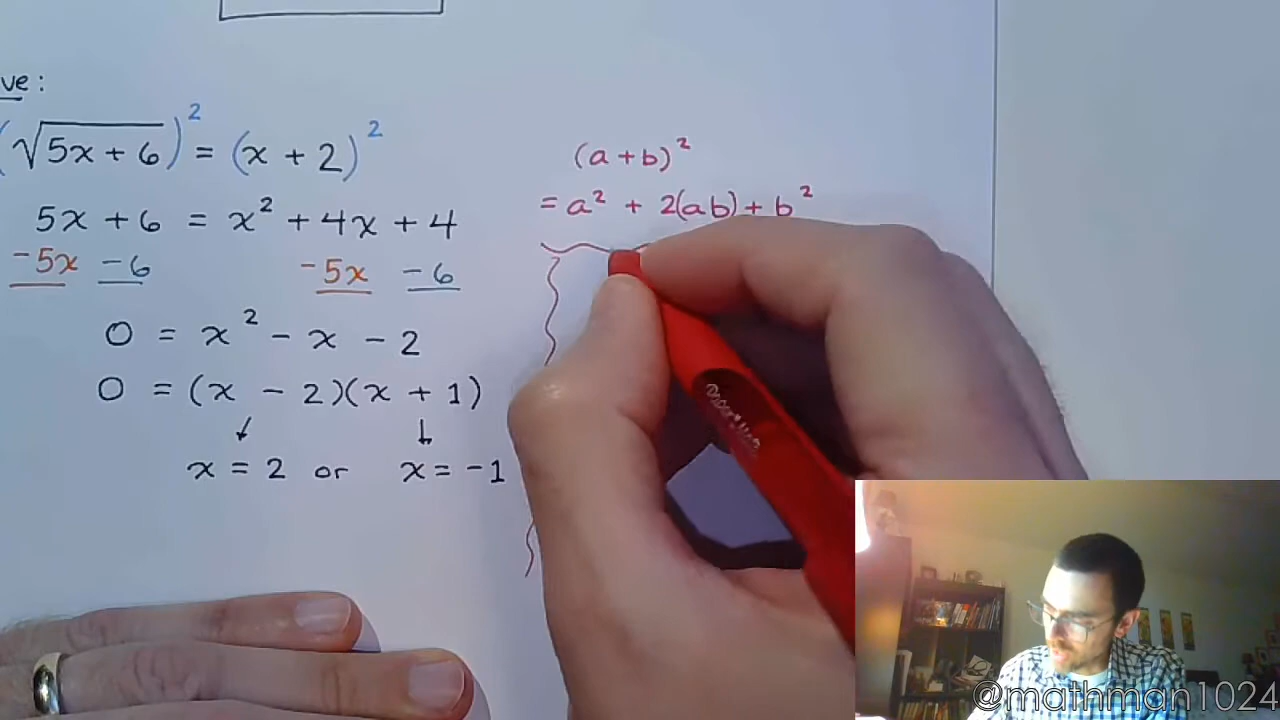 ve:
(√5x + 6)² = (x + 2)²
5x + 6 = x² + 4x + 4
-5x -6 -5x -6
0 = x² - x - 2
0 = (x - 2)(x + 1)
↙ ↓
x = 2 or x = -1
(a + b)²
= a² + 2(ab) + b²
@mathman1024